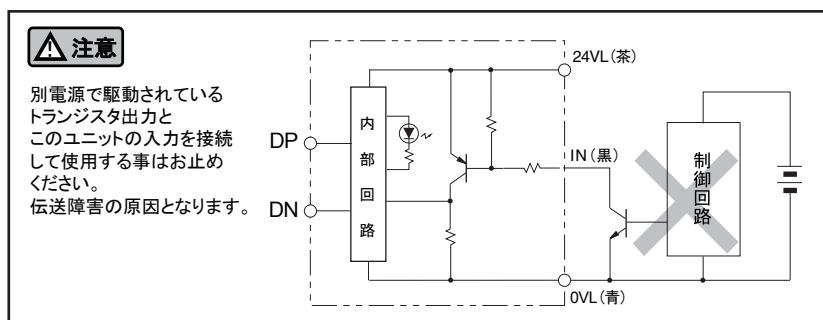 注意
別電源で駆動されている
トランジスタ出力と
このユニットの入力を接続
して使用する事はお止め
ください。
伝送障害の原因となります。
DP
DN
内部回路
24VL(茶)
IN(黒)
0VL(青)
制御回路